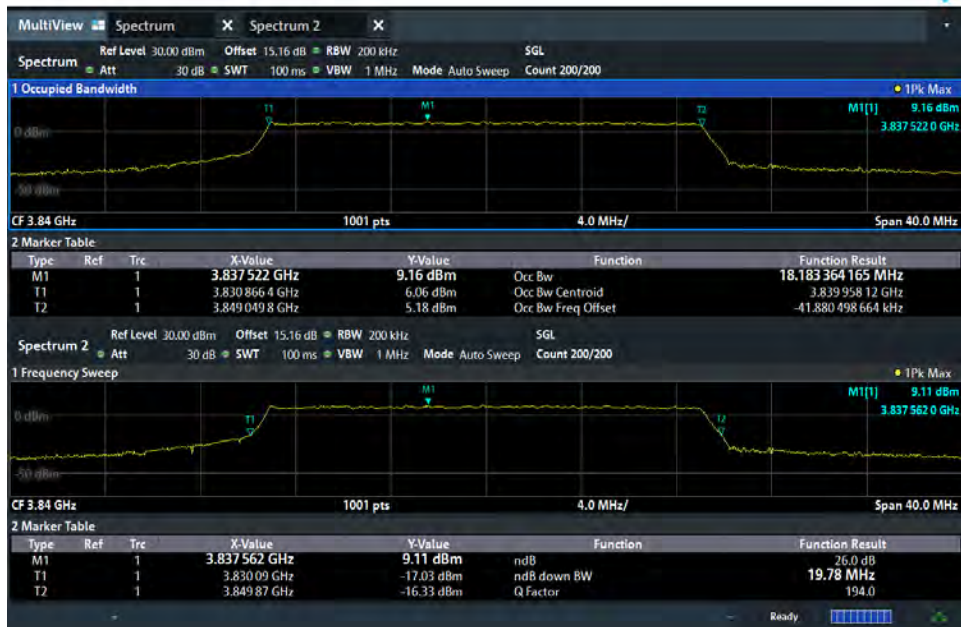 MultiView Spectrum X Spectrum 2 X
Ref Level 30.00 dBm Offset 15.16 dB RBW 200 kHz SGL
Spectrum Att 30 dB SWT 100 ms VBW 1 MHz Mode Auto Sweep Count 200/200
1 Occupied Bandwidth 1Pk Max
T1 M1 T2 M1[1] 9.16 dBm
0 dBm 3.837 522 0 GHz
-50 dBm
CF 3.84 GHz 1001 pts 4.0 MHz/ Span 40.0 MHz
2 Marker Table
Type Ref Trc X-Value Y-Value Function Function Result
M1 1 3.837 522 GHz 9.16 dBm Occ Bw 18.183 364 165 MHz
T1 1 3.830 866 4 GHz 6.06 dBm Occ Bw Centroid 3.839 958 12 GHz
T2 1 3.849 049 8 GHz 5.18 dBm Occ Bw Freq Offset -41.880 498 664 kHz
Ref Level 30.00 dBm Offset 15.16 dB RBW 200 kHz SGL
Spectrum 2 Att 30 dB SWT 100 ms VBW 1 MHz Mode Auto Sweep Count 200/200
1 Frequency Sweep 1Pk Max
M1 M1[1] 9.11 dBm
0 dBm T1 T2 3.837 562 0 GHz
-50 dBm
CF 3.84 GHz 1001 pts 4.0 MHz/ Span 40.0 MHz
2 Marker Table
Type Ref Trc X-Value Y-Value Function Function Result
M1 1 3.837 562 GHz 9.11 dBm ndB 26.0 dB
T1 1 3.830 09 GHz -17.03 dBm ndB down BW 19.78 MHz
T2 1 3.849 87 GHz -16.33 dBm Q Factor 194.0
Ready